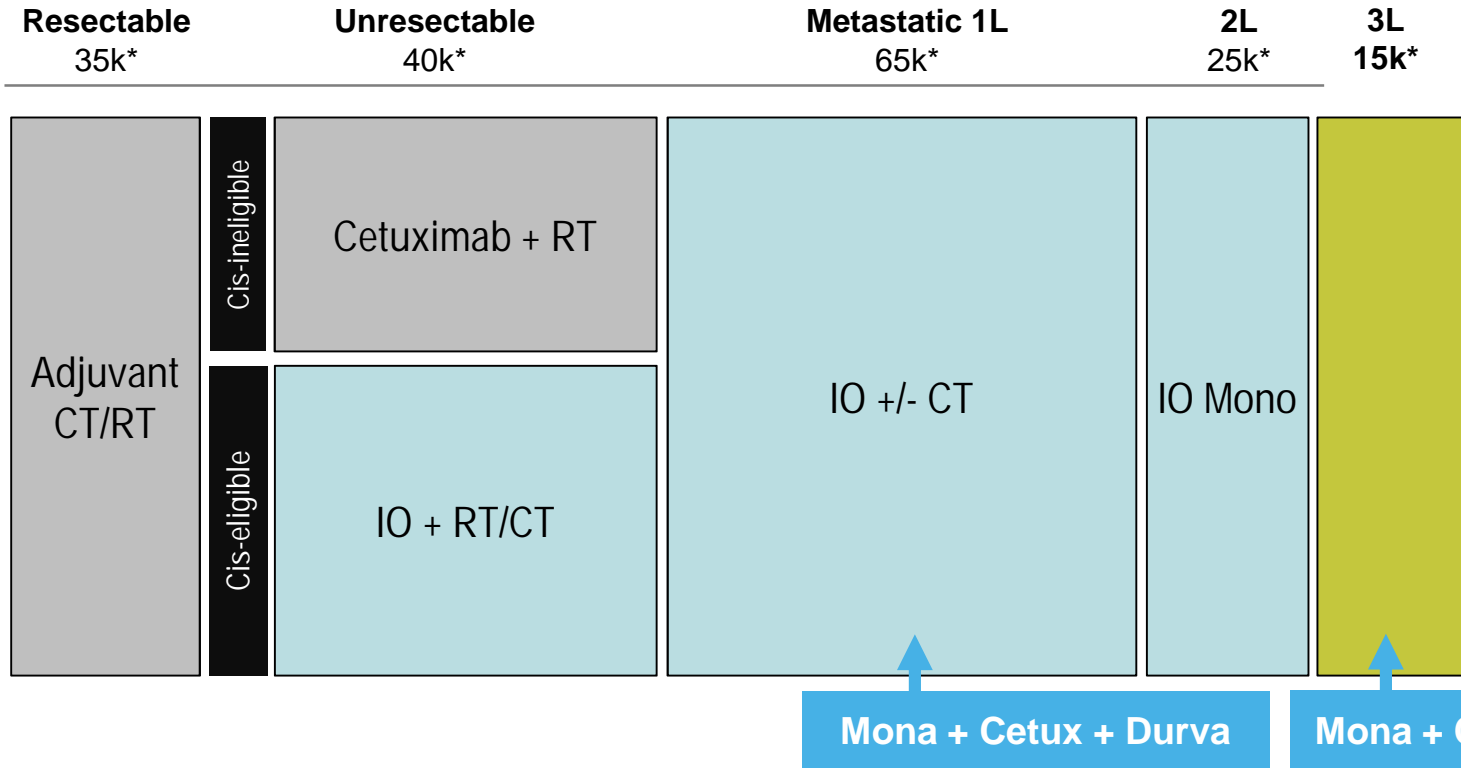 Resectable
35k*
Unresectable
40k*
Metastatic 1L
65k*
2L
25k*
3L
15k*
Adjuvant
CT/RT
Cis-ineligible
Cetuximab + RT
Cis-eligible
IO + RT/CT
IO +/- CT
IO Mono
Mona + Cetux + Durva
Mona +